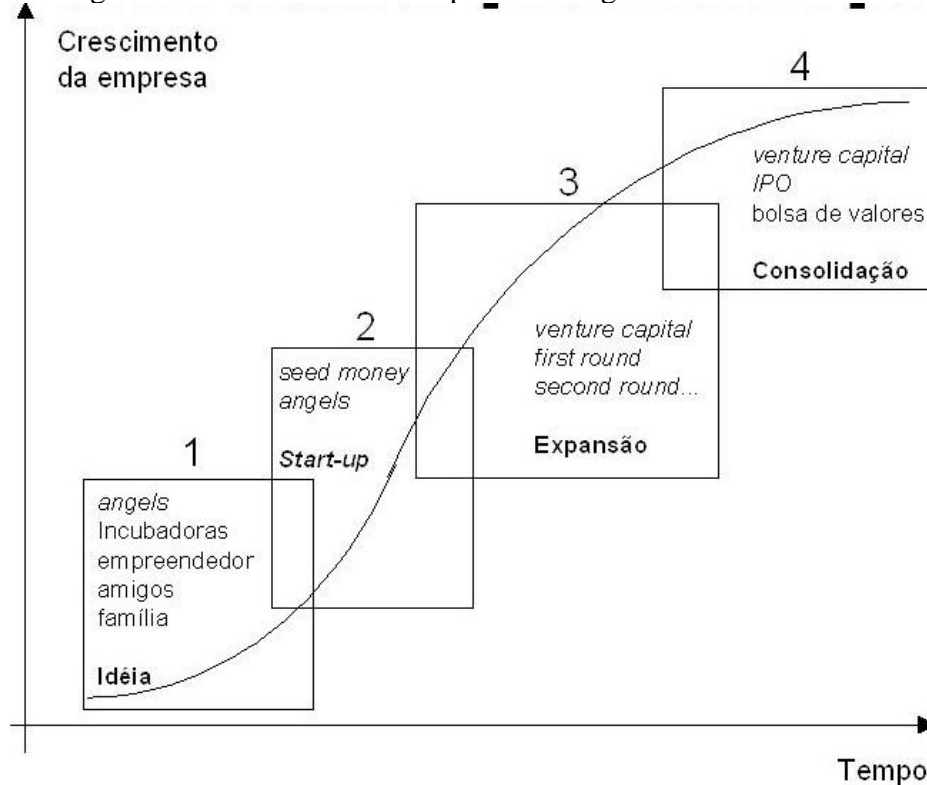 Crescimento
da empresa
4
venture capital
IPO
bolsa de valores
Consolidação
3
venture capital
first round
second round...
Expansão
2
seed money
angels
Start-up
1
angels
Incubadoras
empreendedor
amigos
família
Idéia
Tempo